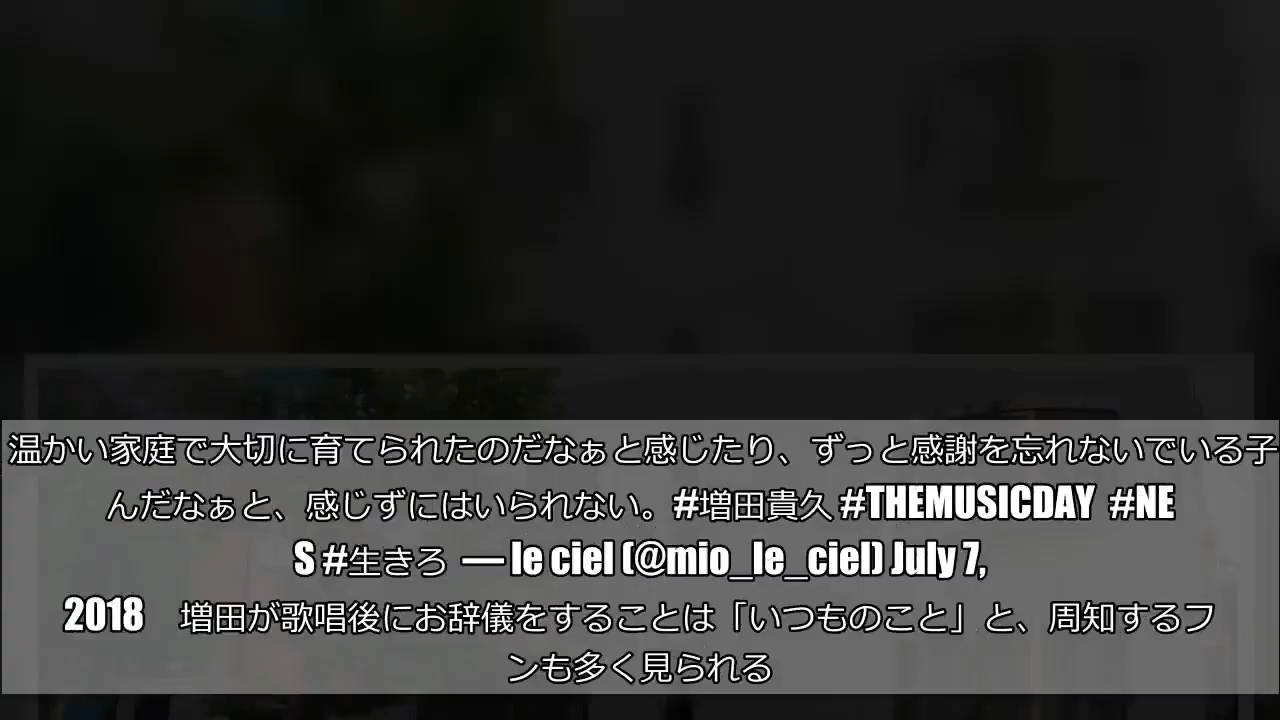 温かい家庭で大切に育てられたのだなぁと感じたり、ずっと感謝を忘れないでいる子
んだなぁと、感じずにはいられない。#増田貴久 #THEMUSICDAY #NE
S #生きろ — le ciel (@mio_le_ciel) July 7,
2018　増田が歌唱後にお辞儀をすることは「いつものこと」と、周知するフ
ンも多く見られる